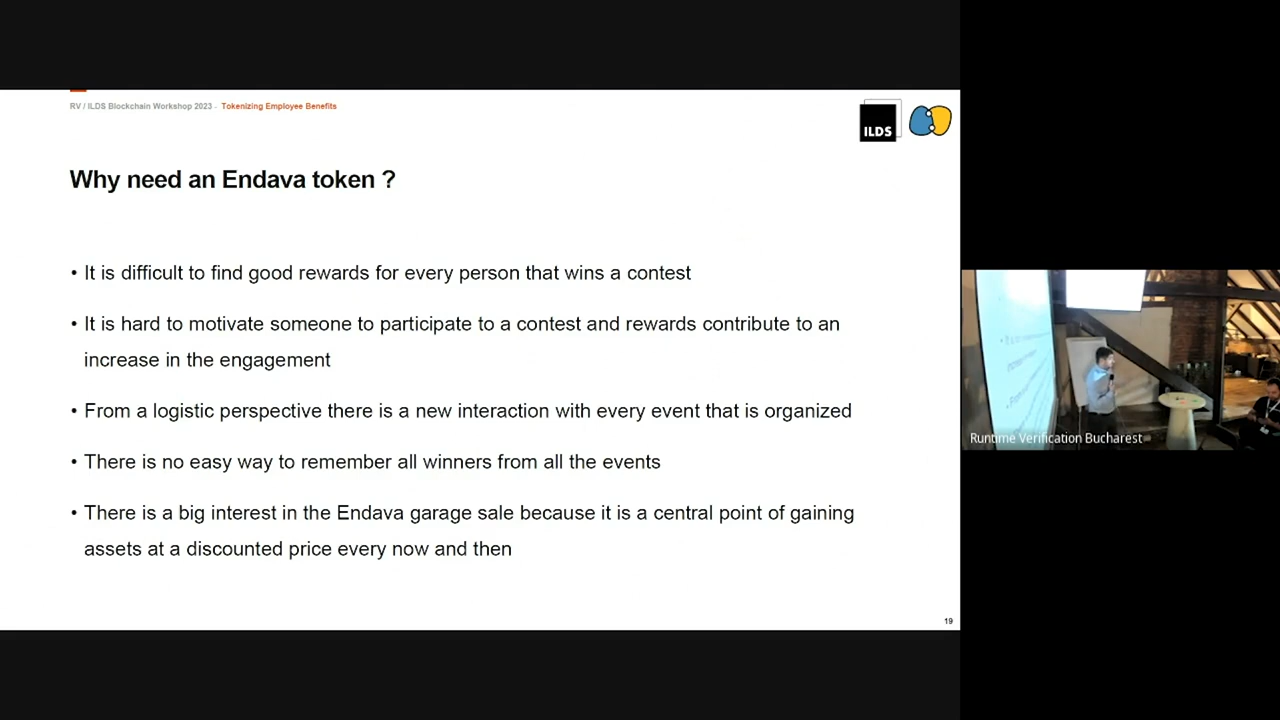 RV / ILDS Blockchain Workshop 2023 - Tokenizing Employee Benefits
ILDS
Why need an Endava token ?
• It is difficult to find good rewards for every person that wins a contest
• It is hard to motivate someone to participate to a contest and rewards contribute to an
increase in the engagement
• From a logistic perspective there is a new interaction with every event that is organized
• There is no easy way to remember all winners from all the events
• There is a big interest in the Endava garage sale because it is a central point of gaining
assets at a discounted price every now and then
19
Runtime Verification Bucharest